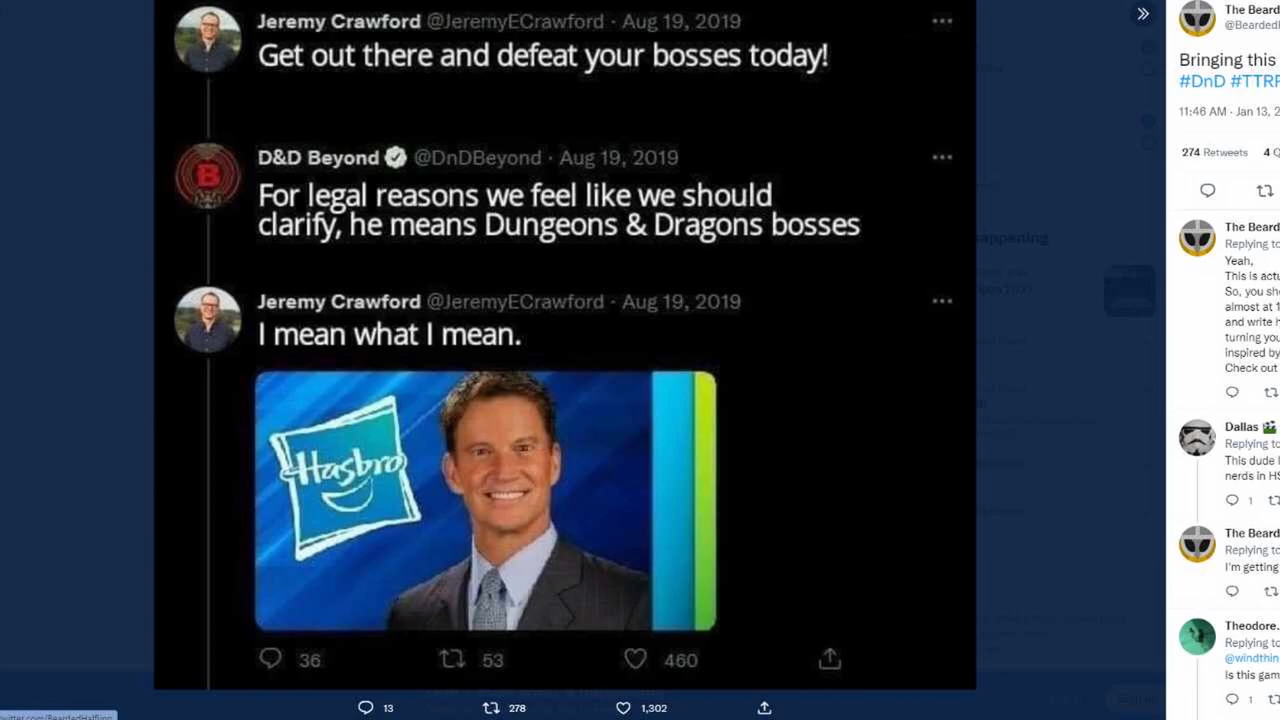 Jeremy Crawford @JeremyECrawford · Aug 19, 2019
Get out there and defeat your bosses today!
D&D Beyond @DnDBeyond · Aug 19, 2019
For legal reasons we feel like we should
clarify, he means Dungeons & Dragons bosses
Jeremy Crawford @JeremyECrawford · Aug 19, 2019
I mean what I mean.
Hasbro
36 53 460
13 278 1,302
twitter.com/BeardedHalfling
The Beard
@Bearded
Bringing this
#DnD #TTRP
11:46 AM · Jan 13, 2
274 Retweets 4 Q
The Beard
Replying to
Yeah,
This is actu
So, you sho
almost at 1
and write h
turning you
inspired by
Check out
Dallas
Replying to
This dude l
nerds in HS
1
The Beard
Replying to
I'm getting
Theodore.
Replying to
@windthin
Is this gam
1